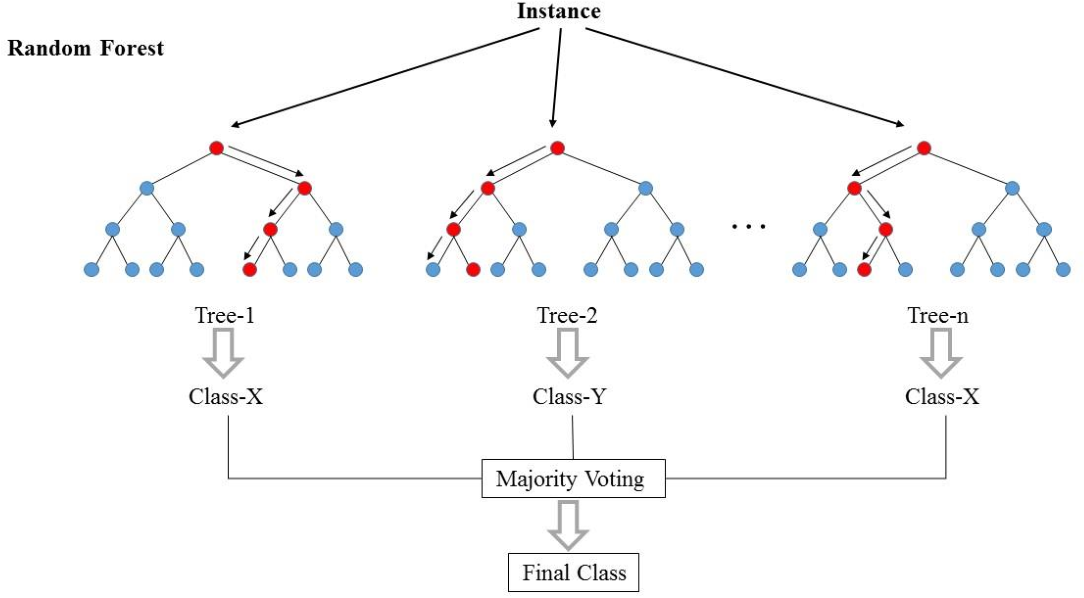 Instance
Random Forest
...
Tree-1
Tree-2
Tree-n
Class-X
Class-Y
Class-X
Majority Voting
Final Class